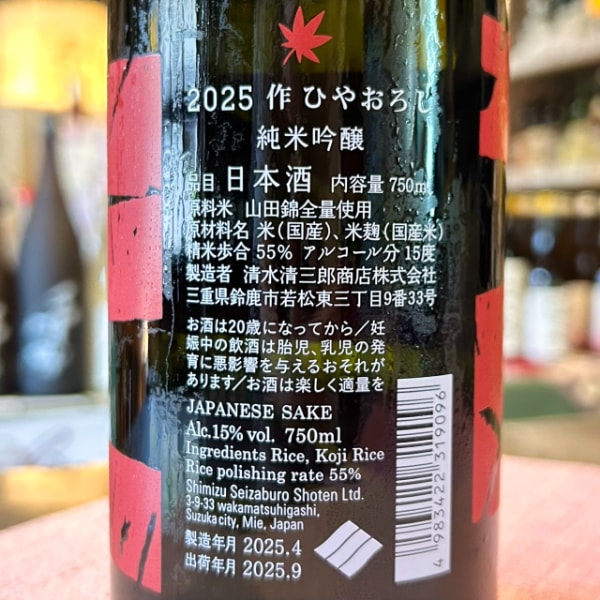 2025 作 ひやおろし
純米吟醸
品目 日本酒 内容量 750ml
原料米 山田錦全量使用
原材料名 米(国産)、米麹(国産米)
精米歩合 55% アルコール分 15度
製造者 清水清三郎商店株式会社
三重県鈴鹿市若松東三丁目9番33号
お酒は20歳になってから/妊
娠中の飲酒は胎児、乳児の発
育に悪影響を与えるおそれが
あります/お酒は楽しく適量を
JAPANESE SAKE
Alc.15% vol. 750ml
Ingredients Rice, Koji Rice
Rice polishing rate 55%
Shimizu Seizaburo Shoten Ltd.
3-9-33 wakamatsuhigashi,
Suzuka city, Mie, Japan
製造年月 2025.4
出荷年月 2025.9
4 983422 319096